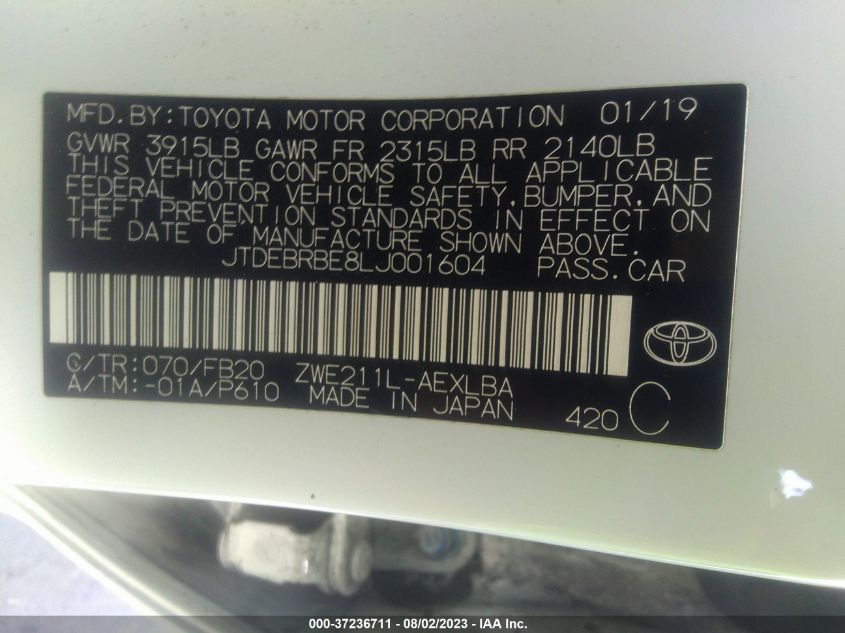 MFD.BY:TOYOTA MOTOR CORPORATION 01/19
GVWR 3915LB GAWR FR 2315LB RR 2140LB
THIS VEHICLE CONFORMS TO ALL APPLICABLE
FEDERAL MOTOR VEHICLE SAFETY,BUMPER,AND
THEFT PREVENTION STANDARDS IN EFFECT ON
THE DATE OF MANUFACTURE SHOWN ABOVE.
JTDEBRBE8LJ001604 PASS.CAR
C/TR:070/FB20 ZWE211L-AEXLBA
A/TM:-01A/P610 MADE IN JAPAN 420 C
000-37236711 - 08/02/2023 - IAA Inc.